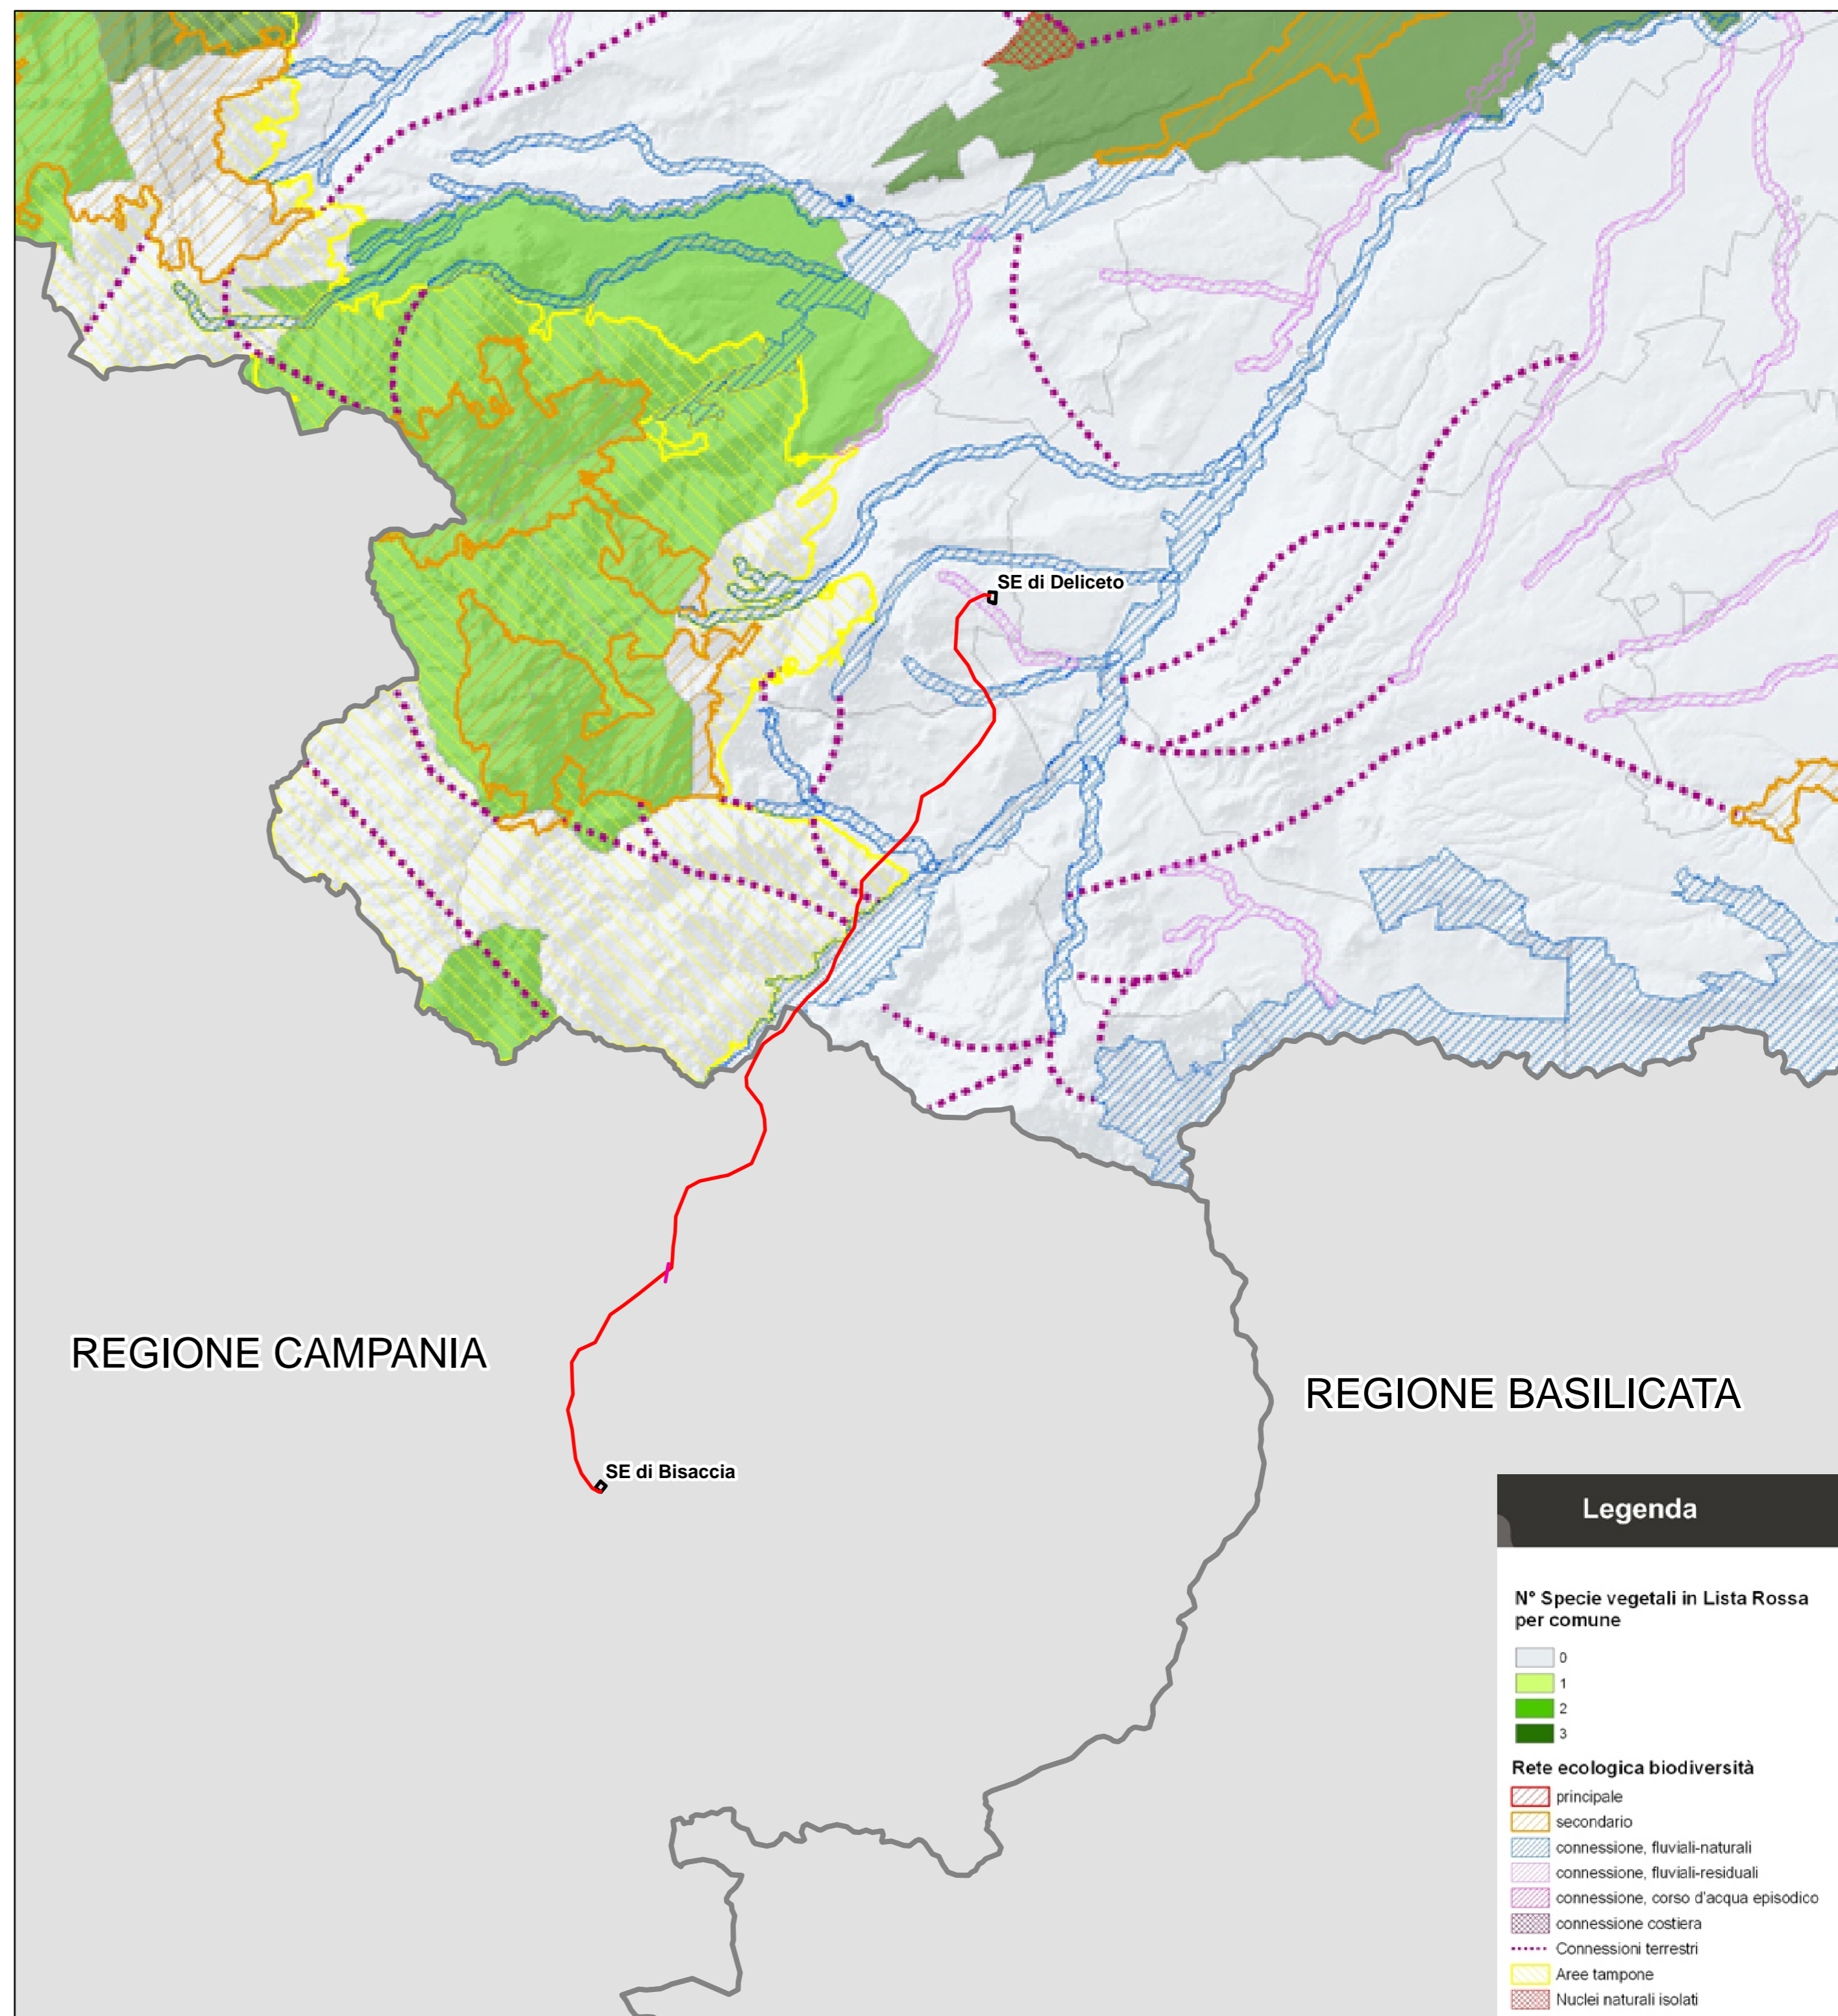 SE di Deliceto
REGIONE CAMPANIA
REGIONE BASILICATA
SE di Bisaccia
Legenda
N° Specie vegetali in Lista Rossa
per comune
0
1
2
3
Rete ecologica biodiversità
principale
secondario
connessione, fluviali-naturali
connessione, fluviali-residuali
connessione, corso d'acqua episodico
connessione costiera
Connessioni terrestri
Aree tampone
Nuclei naturali isolati